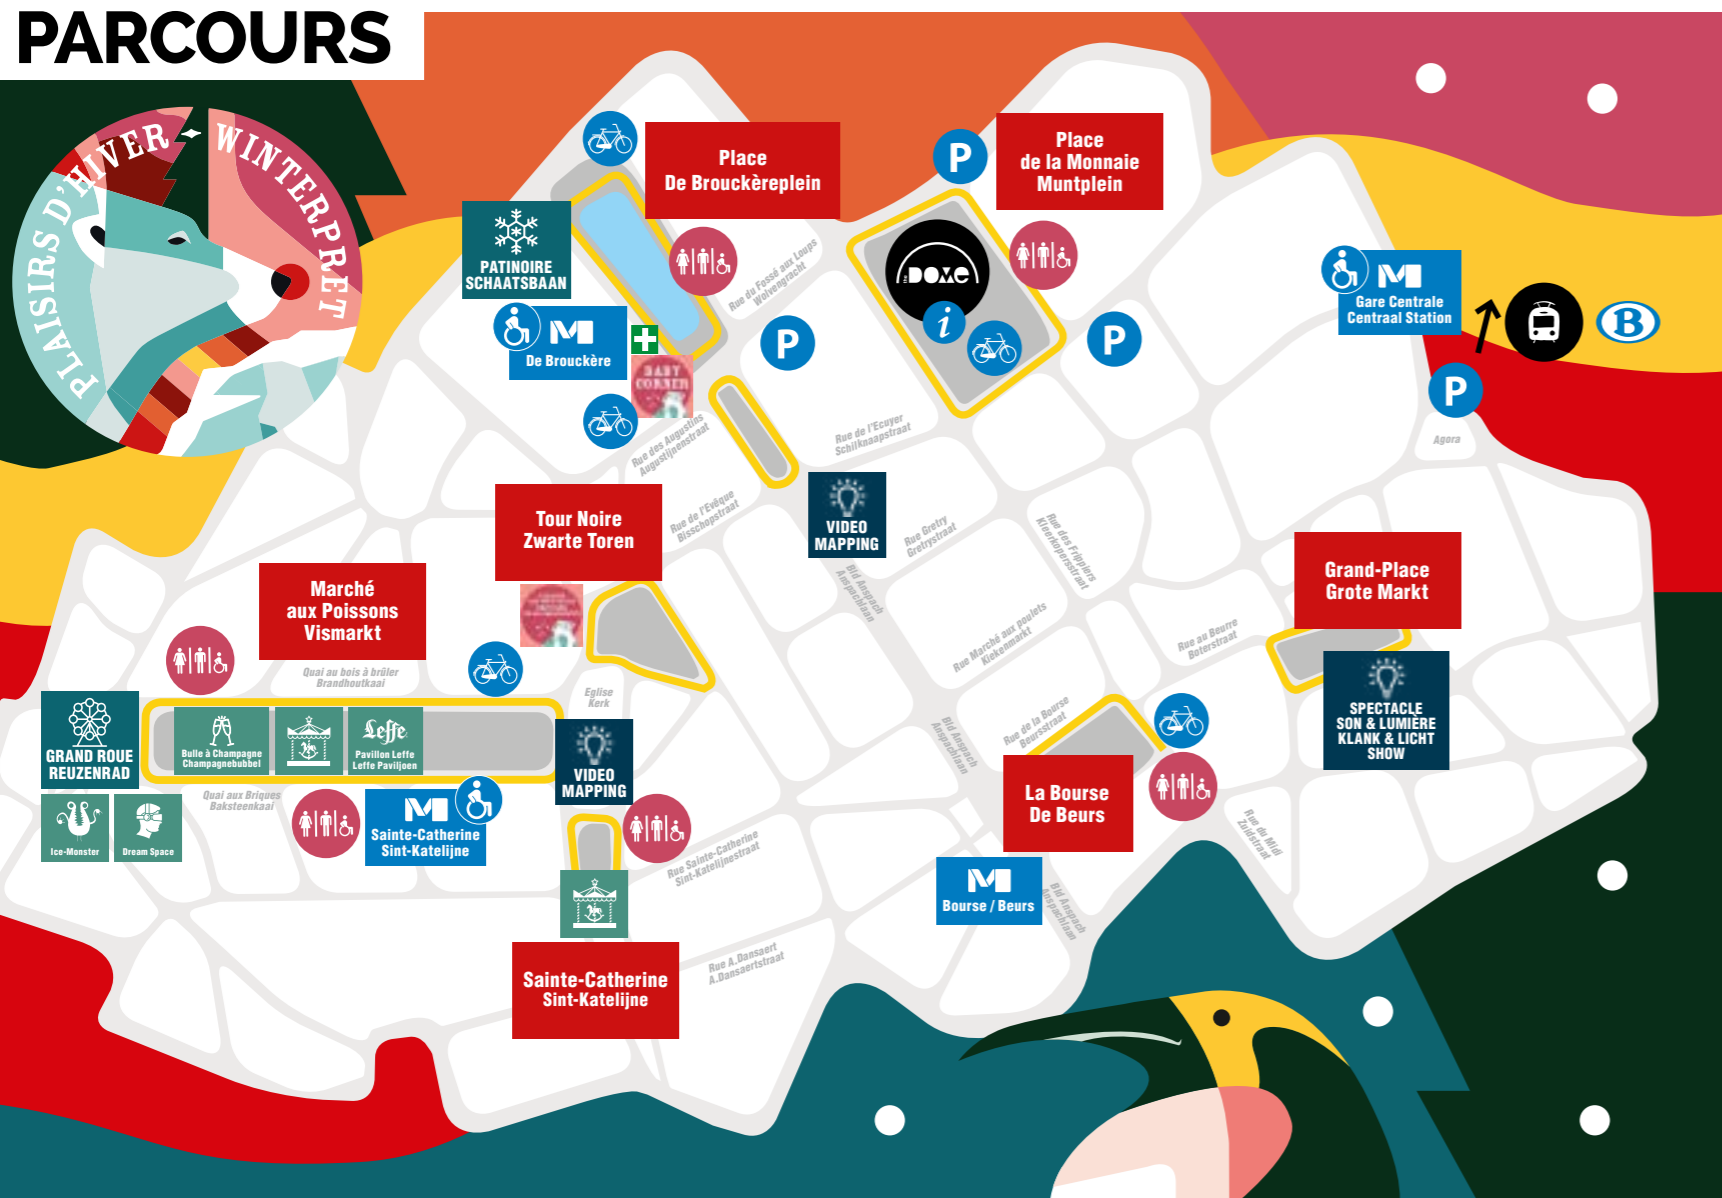 PARCOURS
PLAISIRS D'HIVER
WINTERPRET
Place
De Brouckèreplein
P
Place
de la Monnaie
Muntplein
PATINOIRE
SCHAATSBAAN
Rue du Fossé aux Loups
Wolvengracht
the DOME
i
M
Gare Centrale
Centraal Station
B
M
De Brouckère
P
P
BABY
CORNER
P
Agora
Rue des Augustins
Augustijnenstraat
Rue de l'Ecuyer
Schilknaapstraat
Tour Noire
Zwarte Toren
Rue de l'Evêque
Bisschopstraat
VIDEO
MAPPING
Rue Gretry
Gretrystraat
Rue des Fripiers
Kleerkopersstraat
Bld Anspach
Anspachlaan
Grand-Place
Grote Markt
Marché
aux Poissons
Vismarkt
Rue Marché aux poulets
Kiekenmarkt
Rue au Beurre
Boterstraat
Quai au bois à brûler
Brandhoutkaai
Eglise
Kerk
GRAND ROUE
REUZENRAD
Bulle à Champagne
Champagnebubbel
Leffe
Pavillon Leffe
Leffe Paviljoen
VIDEO
MAPPING
Bld Anspach
Anspachlaan
Rue de la Bourse
Beursstraat
SPECTACLE
SON & LUMIÈRE
KLANK & LICHT
SHOW
Ice-Monster
Dream Space
Quai aux Briques
Baksteenkaai
M
Sainte-Catherine
Sint-Katelijne
La Bourse
De Beurs
Rue du Midi
Zuidstraat
Rue Sainte-Catherine
Sint-Katelijnestraat
M
Bourse / Beurs
Bld Anspach
Anspachlaan
Sainte-Catherine
Sint-Katelijne
Rue A.Dansaert
A.Dansaertstraat